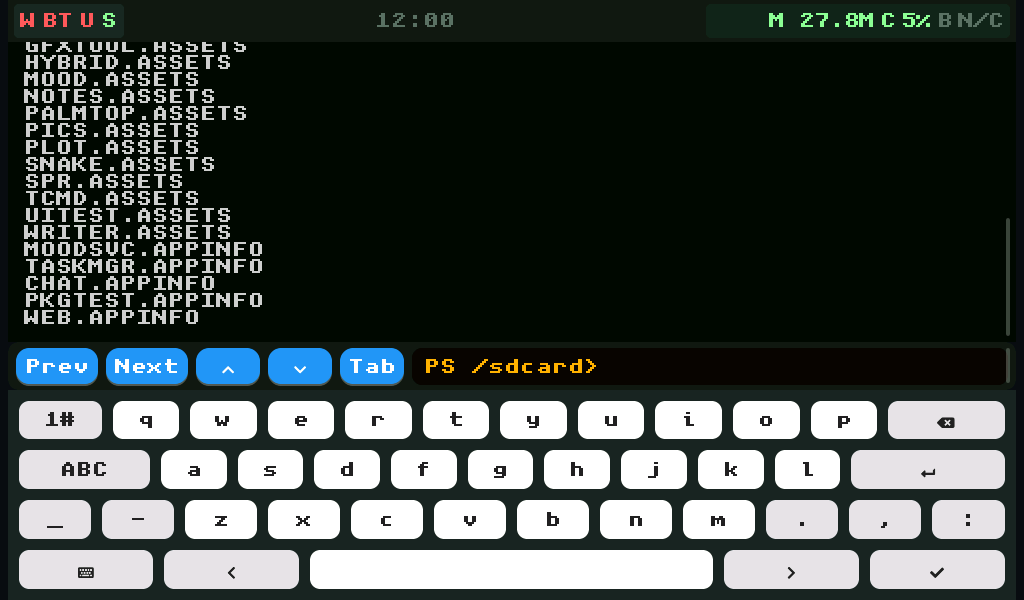 W BT U S 12:00 M 27.8M C 5% B N/C
GFXTOOL.ASSETS
HYBRID.ASSETS
MOOD.ASSETS
NOTES.ASSETS
PALMTOP.ASSETS
PICS.ASSETS
PLOT.ASSETS
SNAKE.ASSETS
SPR.ASSETS
TCMD.ASSETS
UITEST.ASSETS
WRITER.ASSETS
MOODSVC.APPINFO
TASKMGR.APPINFO
CHAT.APPINFO
PKGTEST.APPINFO
WEB.APPINFO
Prev Next Tab PS /sdcard>
1# q w e r t y u i o p
ABC a s d f g h j k l
_ - z x c v b n m . , :